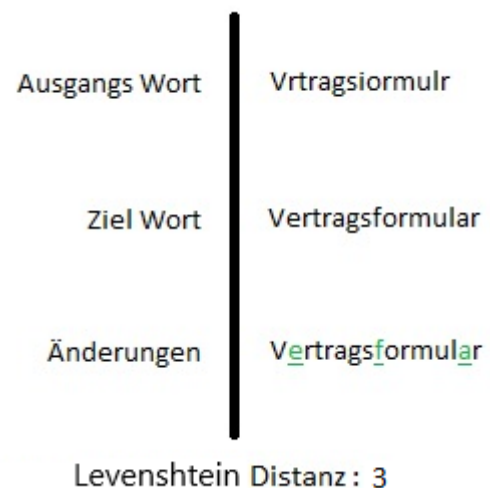 Ausgangs Wort Vrtragsiormulr
Ziel Wort Vertragsformular
Änderungen Vertragsformular
Levenshtein Distanz : 3